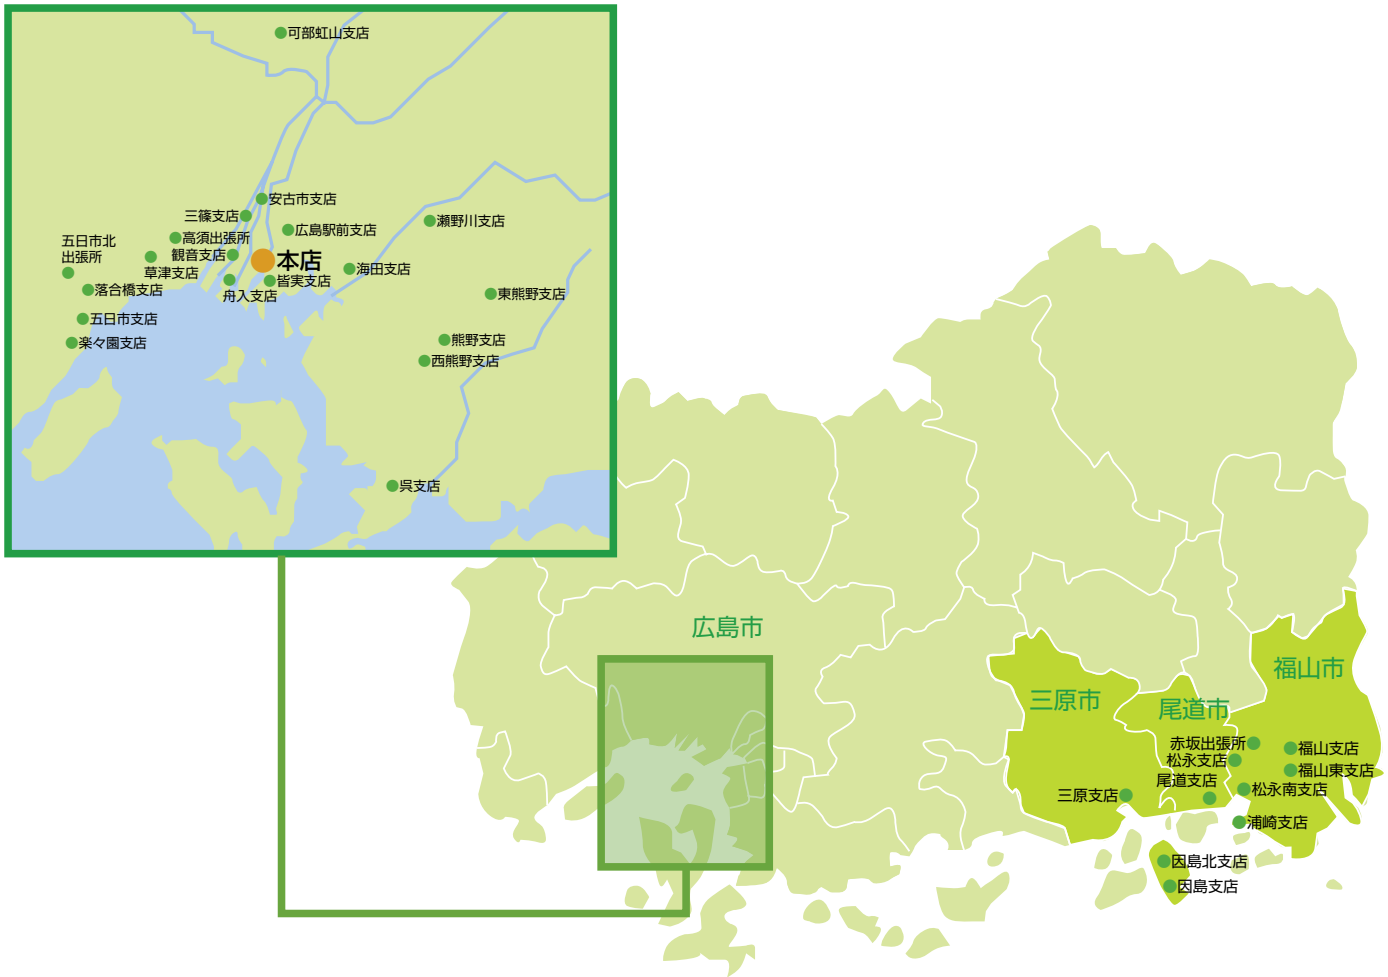 可部虹山支店
安古市支店
三篠支店
瀬野川支店
広島駅前支店
高須出張所
五日市北
出張所
観音支店
本店
海田支店
草津支店
皆実支店
落合橋支店
舟入支店
東熊野支店
五日市支店
楽々園支店
熊野支店
西熊野支店
呉支店
広島市
福山市
三原市
尾道市
赤坂出張所
福山支店
松永支店
福山東支店
尾道支店
松永南支店
三原支店
浦崎支店
因島北支店
因島支店